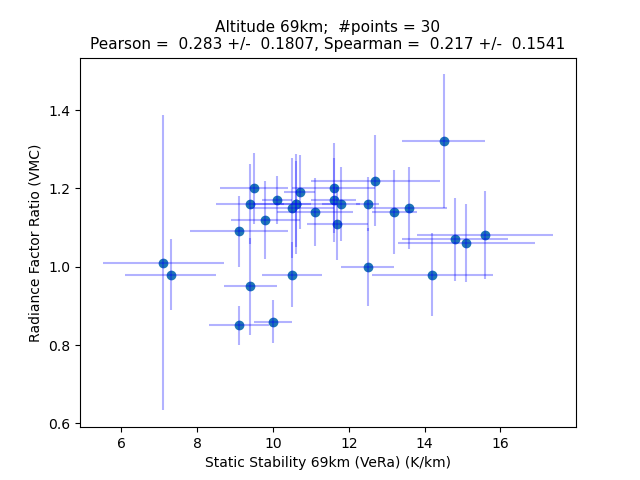 Altitude 69km;  #points = 30
Pearson =  0.283 +/-  0.1807, Spearman =  0.217 +/-  0.1541
Radiance Factor Ratio (VMC)
1.4
1.2
1.0
0.8
0.6
6 8 10 12 14 16
Static Stability 69km (VeRa) (K/km)